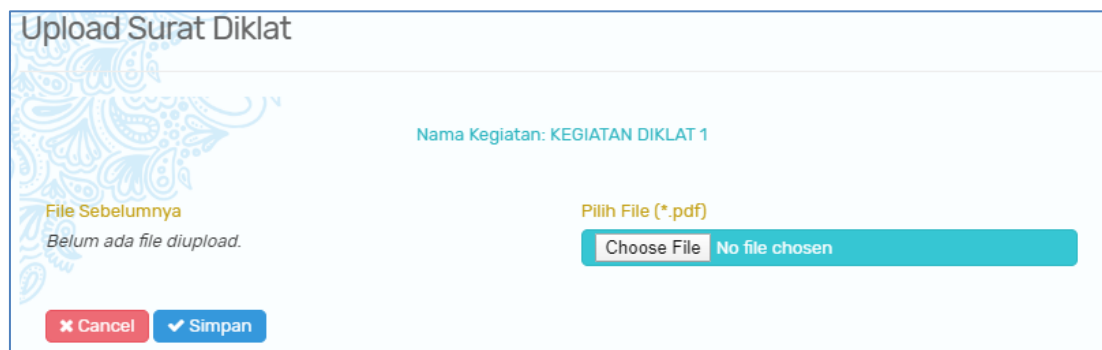 Upload Surat Diklat
Nama Kegiatan: KEGIATAN DIKLAT 1
File Sebelumnya
Belum ada file diupload.
Pilih File (*.pdf)
Choose File No file chosen
Cancel
Simpan